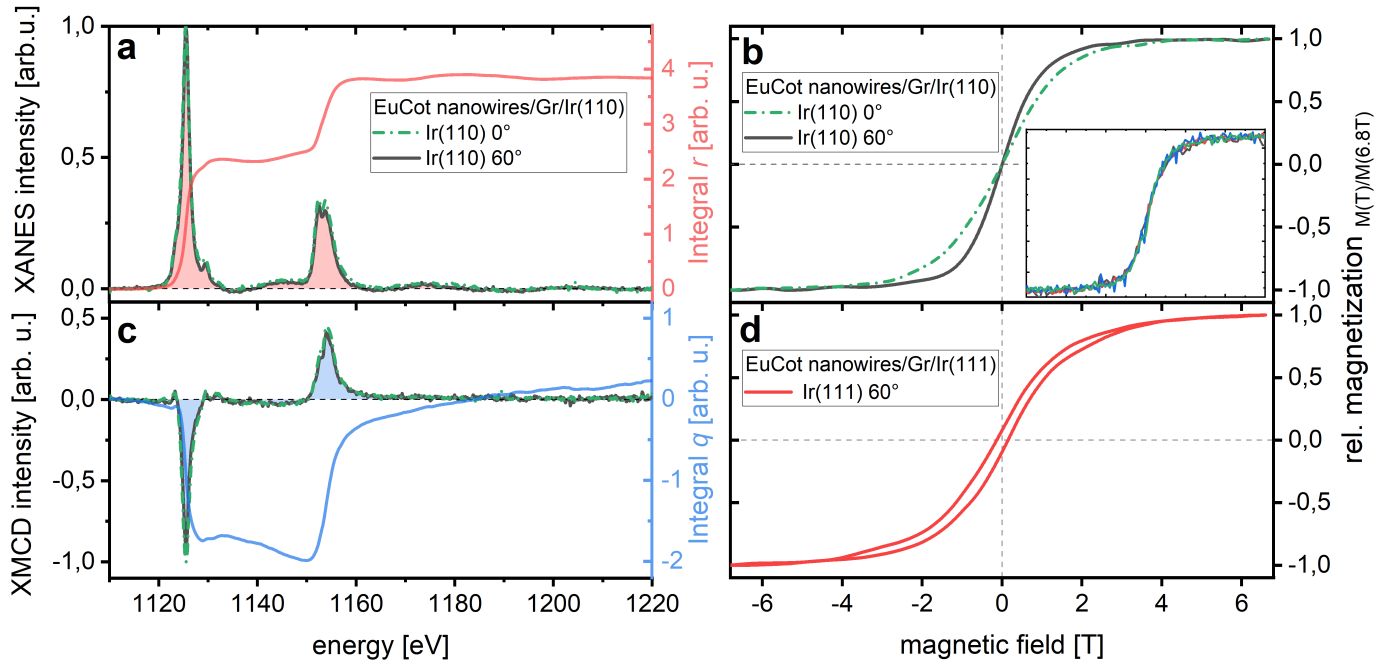 XANES intensity [arb.u.]
1,0
0,5
0,0
a
EuCot nanowires/Gr/Ir(110)
Ir(110) 0°
Ir(110) 60°
4
3
2
1
0
Integral r [arb. u.]
b
EuCot nanowires/Gr/Ir(110)
Ir(110) 0°
Ir(110) 60°
1,0
0,5
0,0
-0,5
-1,0
XMCD intensity [arb. u.]
0,5
0,0
-0,5
-1,0
c
1
0
-1
-2
Integral q [arb. u.]
1120
1140
1160
1180
1200
1220
energy [eV]
d
EuCot nanowires/Gr/Ir(111)
Ir(111) 60°
1,0
0,5
0,0
-0,5
-1,0
rel. magnetization M(T)/M(6.8T)
-6
-4
-2
0
2
4
6
magnetic field [T]